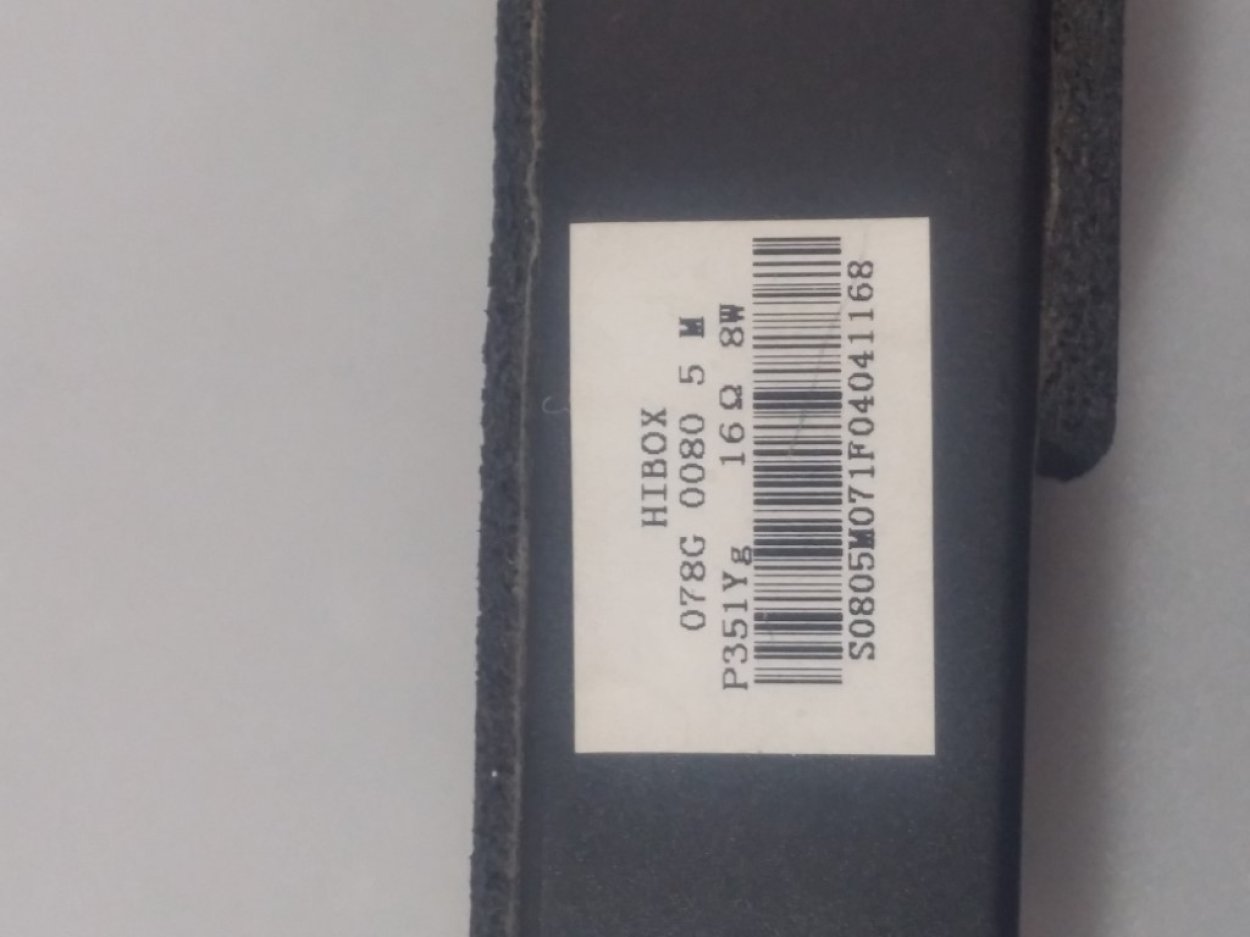 HIBOX
078G 0080 5 M
P351Yg 16Ω 8W
S0805M071F04041168